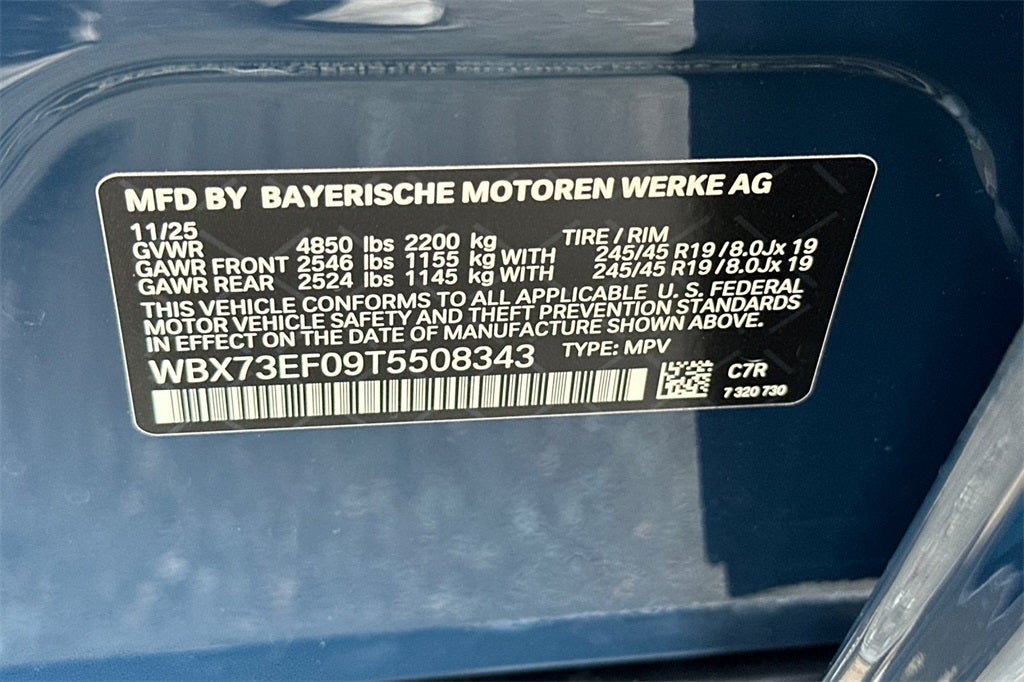 MFD BY BAYERISCHE MOTOREN WERKE AG
11/25
GVWR 4850 lbs 2200 kg TIRE / RIM
GAWR FRONT 2546 lbs 1155 kg WITH 245/45 R19 / 8.0Jx 19
GAWR REAR 2524 lbs 1145 kg WITH 245/45 R19 / 8.0Jx 19
THIS VEHICLE CONFORMS TO ALL APPLICABLE U. S. FEDERAL
MOTOR VEHICLE SAFETY AND THEFT PREVENTION STANDARDS
IN EFFECT ON THE DATE OF MANUFACTURE SHOWN ABOVE.
WBX73EF09T5508343 TYPE: MPV
C7R
7 320 730